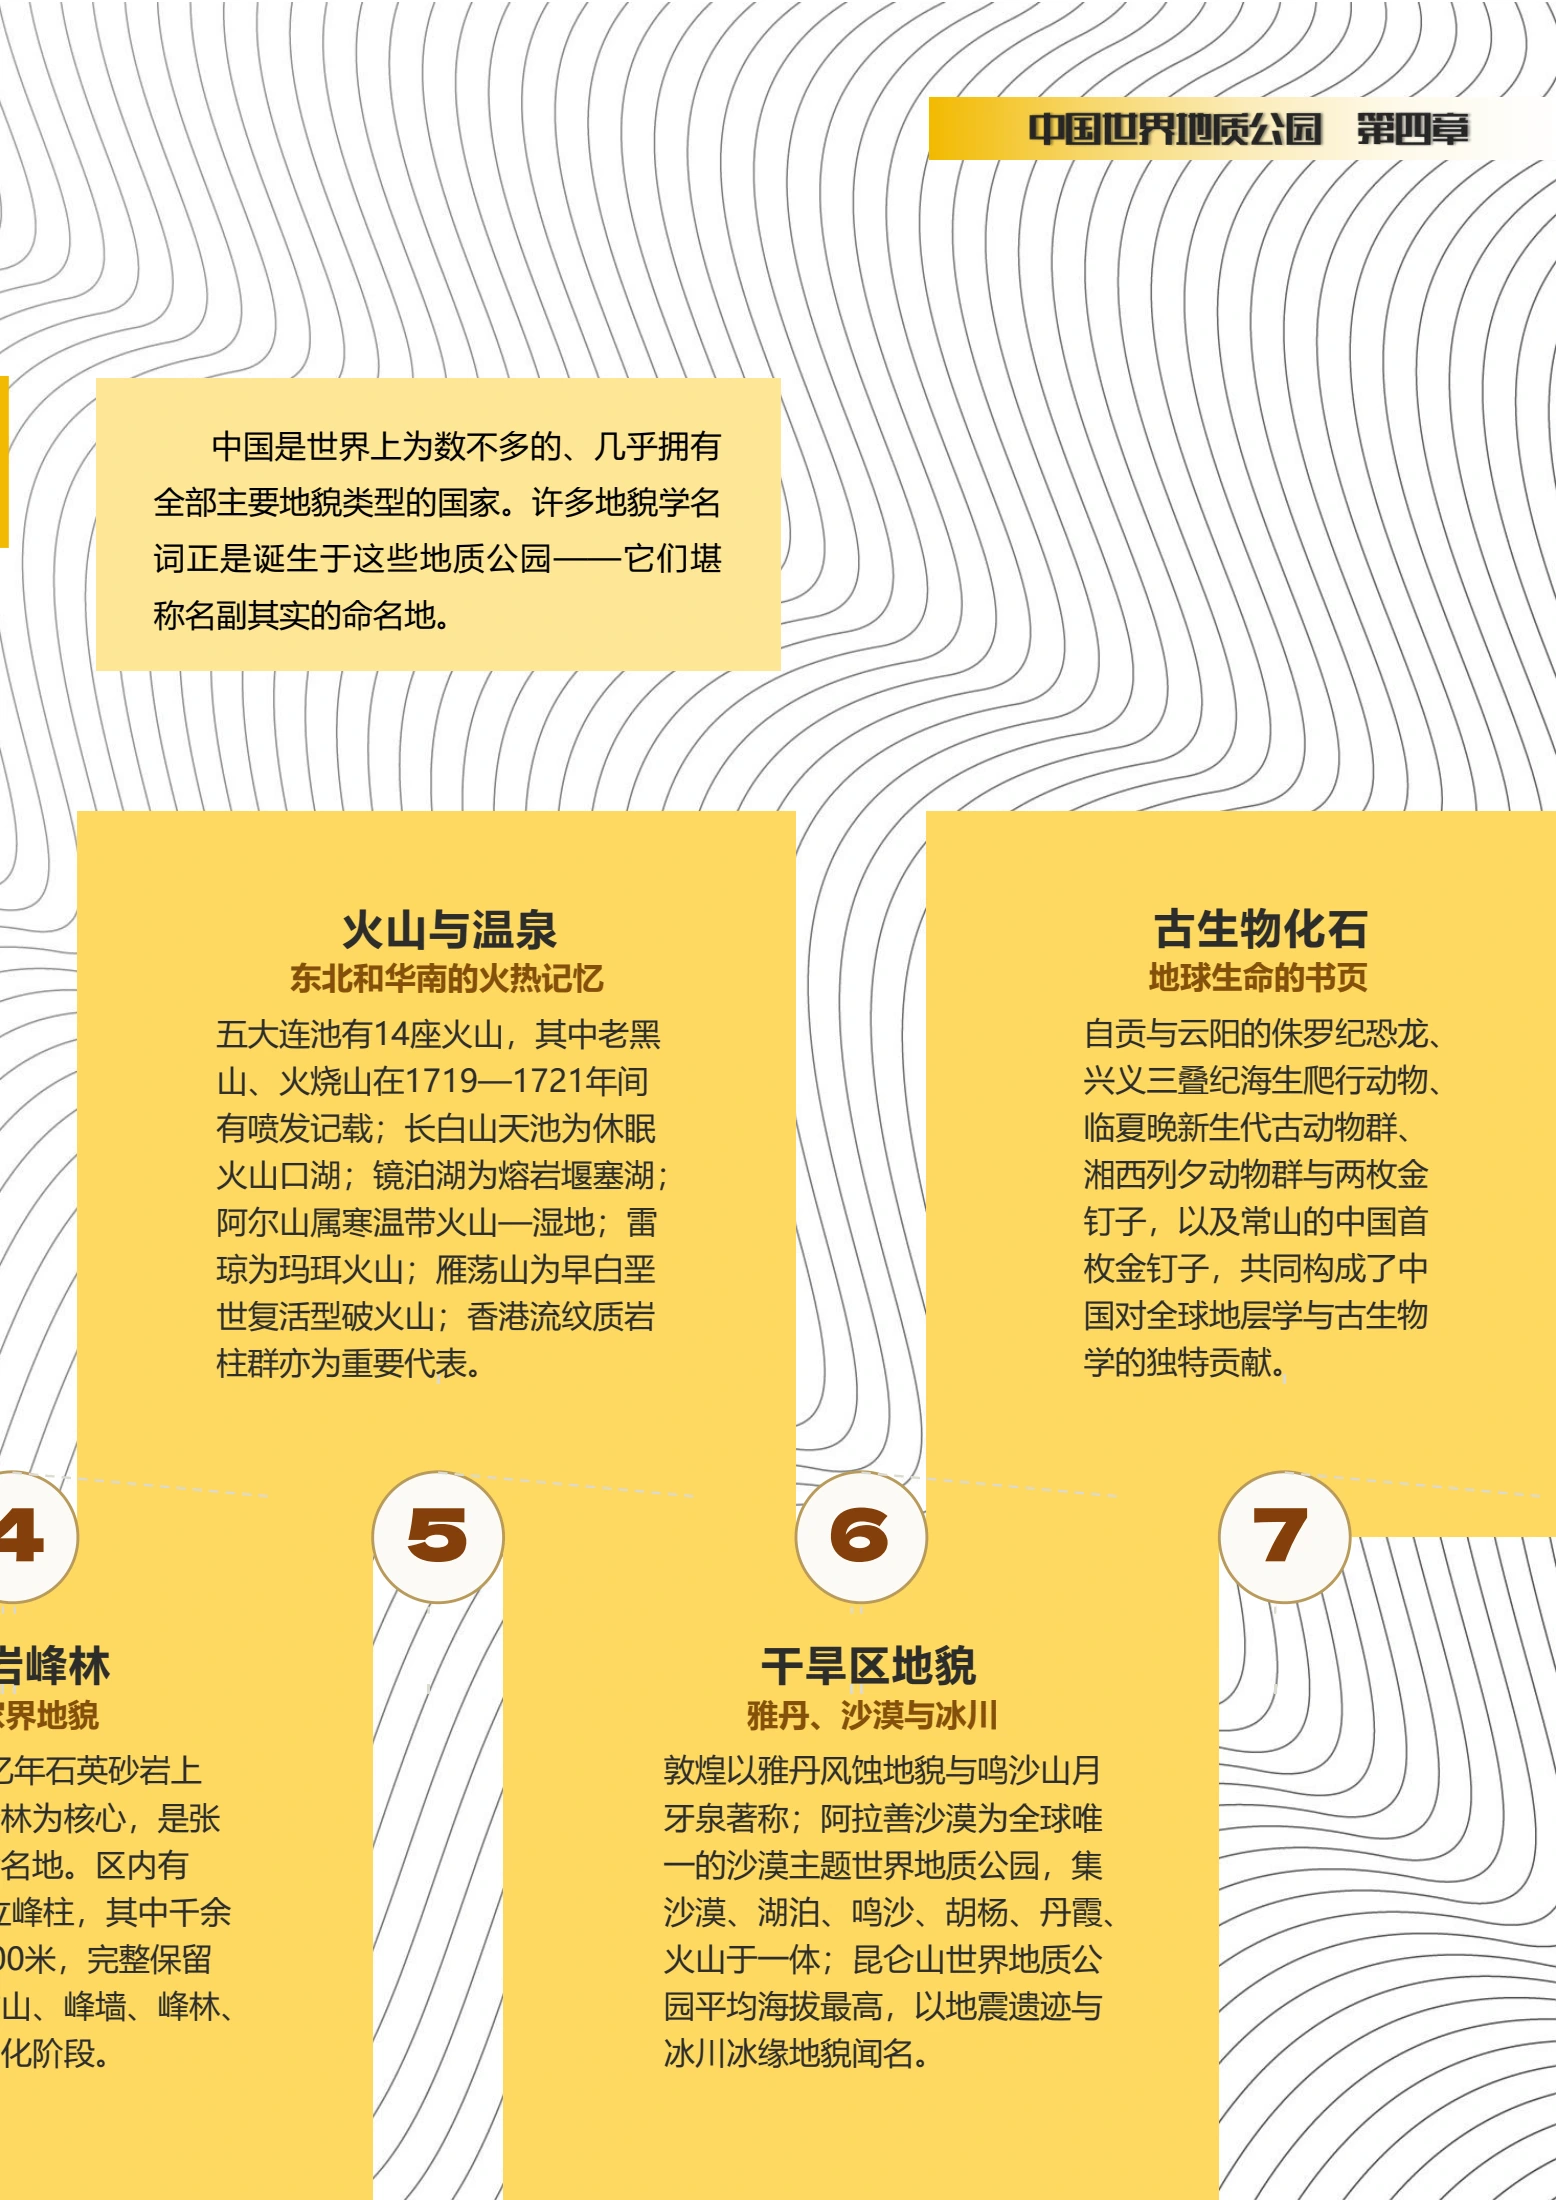 中国世界地质公园 第四章
中国是世界上为数不多的、几乎拥有
全部主要地貌类型的国家。许多地貌学名
词正是诞生于这些地质公园——它们堪
称名副其实的命名地。
火山与温泉
东北和华南的火热记忆
五大连池有14座火山，其中老黑
山、火烧山在1719—1721年间
有喷发记载；长白山天池为休眠
火山口湖；镜泊湖为熔岩堰塞湖；
阿尔山属寒温带火山—湿地；雷
琼为玛珥火山；雁荡山为早白垩
世复活型破火山；香港流纹质岩
柱群亦为重要代表。
古生物化石
地球生命的书页
自贡与云阳的侏罗纪恐龙、
兴义三叠纪海生爬行动物、
临夏晚新生代古动物群、
湘西列夕动物群与两枚金
钉子，以及常山的中国首
枚金钉子，共同构成了中
国对全球地层学与古生物
学的独特贡献。
4
5
6
7
岩峰林
家界地貌
亿年石英砂岩上
林为核心，是张
名地。区内有
立峰柱，其中千余
00米，完整保留
山、峰墙、峰林、
化阶段。
干旱区地貌
雅丹、沙漠与冰川
敦煌以雅丹风蚀地貌与鸣沙山月
牙泉著称；阿拉善沙漠为全球唯
一的沙漠主题世界地质公园，集
沙漠、湖泊、鸣沙、胡杨、丹霞、
火山于一体；昆仑山世界地质公
园平均海拔最高，以地震遗迹与
冰川冰缘地貌闻名。